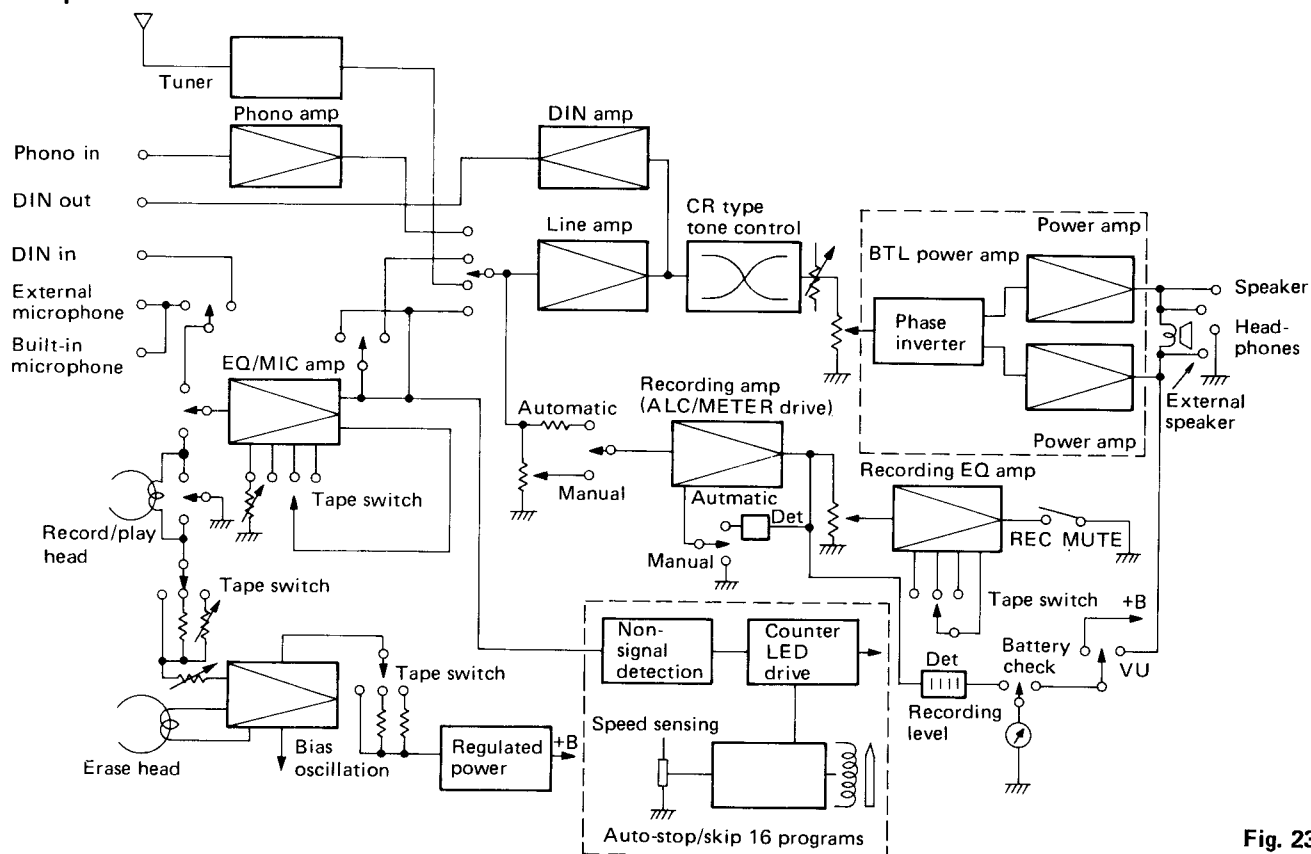 Tuner
Phono amp
DIN amp
Phono in
DIN out
DIN in
External
microphone
Built-in
microphone
Line amp
CR type
tone control
Power amp
BTL power amp
Phase
inverter
Power amp
Speaker
Head-
phones
External
speaker
EQ/MIC amp
Tape switch
Record/play
head
Automatic
Manual
Recording amp
(ALC/METER drive)
Autmatic
Det
Manual
Recording EQ amp
REC MUTE
Tape switch
Tape switch
Bias
oscillation
Erase head
Tape switch
Regulated
power
+B
Non-
signal
detection
Counter
LED
drive
Speed sensing
Auto-stop/skip 16 programs
Det
Recording
level
Battery
check
+B
VU
Fig. 23